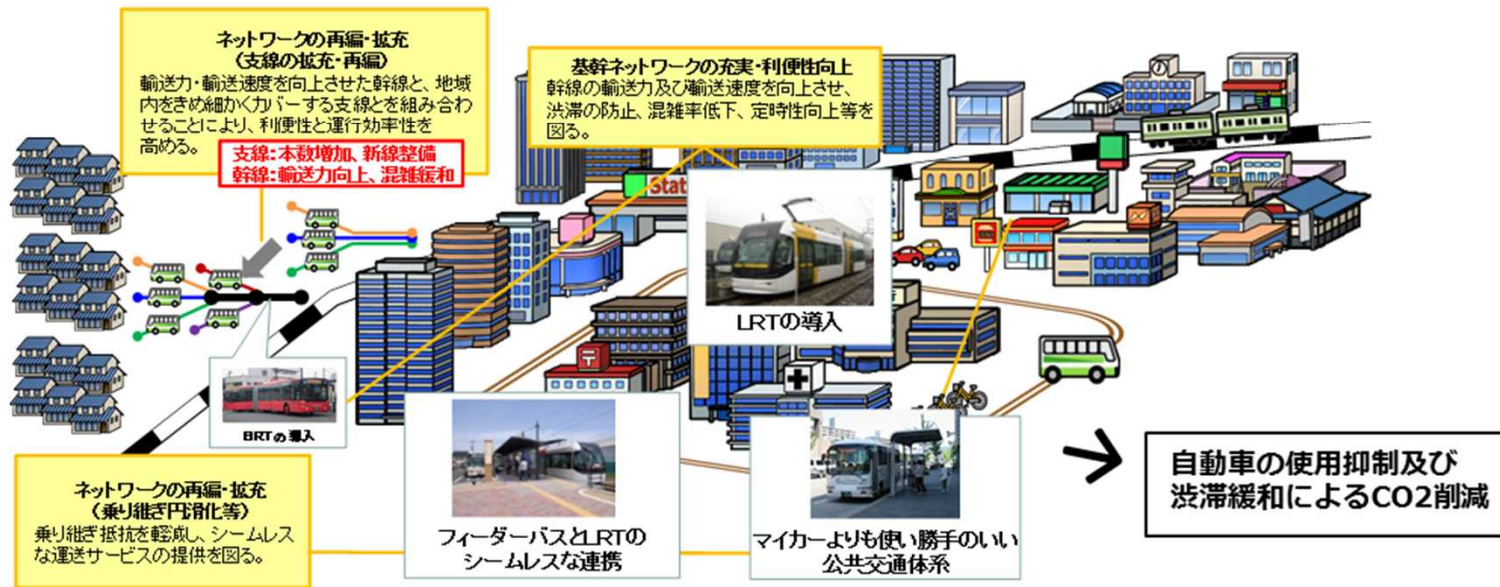 ネットワークの再編・拡充
(支線の拡充・再編)
輸送力・輸送速度を向上させた幹線と、地域
内をきめ細かくカバーする支線とを組み合わ
せることにより、利便性と運行効率性を
高める。
支線:本数増加、新線整備
幹線:輸送力向上、混雑緩和
基幹ネットワークの充実・利便性向上
幹線の輸送力及び輸送速度を向上させ、
渋滞の防止、混雑率低下、定時性向上等を
図る。
Stat
LRTの導入
BRTの導入
ネットワークの再編・拡充
(乗り継ぎ円滑化等)
乗り継ぎ抵抗を軽減し、シームレス
な運送サービスの提供を図る。
フィーダーバスとLRTの
シームレスな連携
マイカーよりも使い勝手のいい
公共交通体系
自動車の使用抑制及び
渋滞緩和によるCO2削減